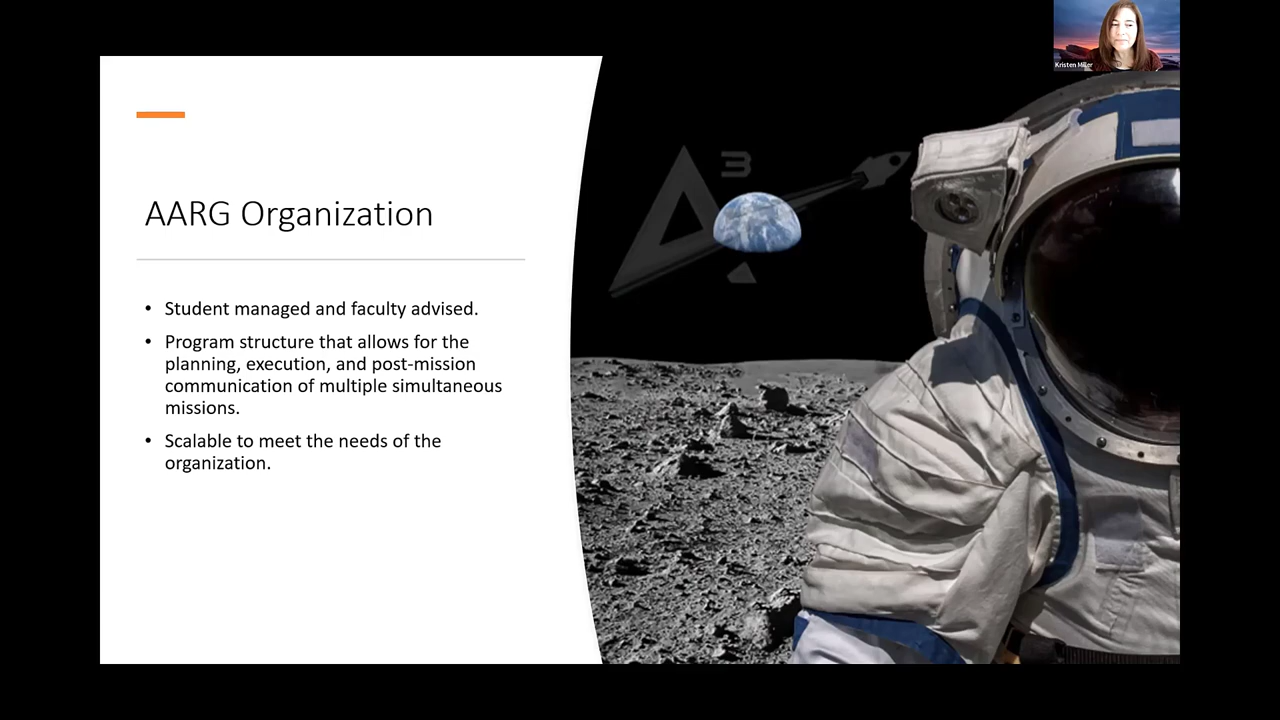 Kristen Miller
AARG Organization
• Student managed and faculty advised.
• Program structure that allows for the
planning, execution, and post-mission
communication of multiple simultaneous
missions.
• Scalable to meet the needs of the
organization.
A 3